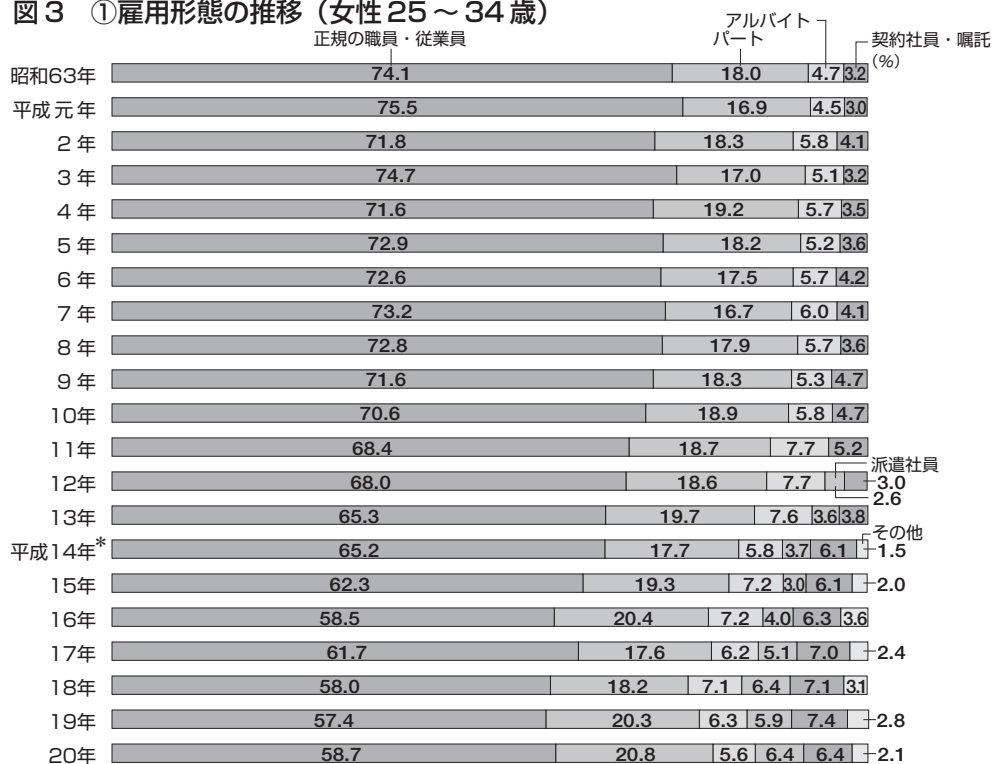 図3 ①雇用形態の推移（女性25～34歳）
正規の職員・従業員 パート アルバイト 契約社員・嘱託
(%)
昭和63年 74.1 18.0 4.7 3.2
平成元年 75.5 16.9 4.5 3.0
2年 71.8 18.3 5.8 4.1
3年 74.7 17.0 5.1 3.2
4年 71.6 19.2 5.7 3.5
5年 72.9 18.2 5.2 3.6
6年 72.6 17.5 5.7 4.2
7年 73.2 16.7 6.0 4.1
8年 72.8 17.9 5.7 3.6
9年 71.6 18.3 5.3 4.7
10年 70.6 18.9 5.8 4.7
11年 68.4 18.7 7.7 5.2
派遣社員
12年 68.0 18.6 7.7 3.0
2.6
13年 65.3 19.7 7.6 3.6 3.8
その他
平成14年* 65.2 17.7 5.8 3.7 6.1 1.5
15年 62.3 19.3 7.2 3.0 6.1 2.0
16年 58.5 20.4 7.2 4.0 6.3 3.6
17年 61.7 17.6 6.2 5.1 7.0 2.4
18年 58.0 18.2 7.1 6.4 7.1 3.1
19年 57.4 20.3 6.3 5.9 7.4 2.8
20年 58.7 20.8 5.6 6.4 6.4 2.1